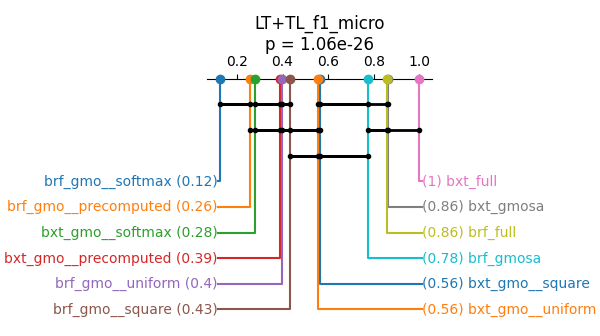 LT+TL_f1_micro
p = 1.06e-26
0.2 0.4 0.6 0.8 1.0
brf_gmo__softmax (0.12) (1) bxt_full
brf_gmo__precomputed (0.26) (0.86) bxt_gmosa
bxt_gmo__softmax (0.28) (0.86) brf_full
bxt_gmo__precomputed (0.39) (0.78) brf_gmosa
brf_gmo__uniform (0.4) (0.56) bxt_gmo__square
brf_gmo__square (0.43) (0.56) bxt_gmo__uniform